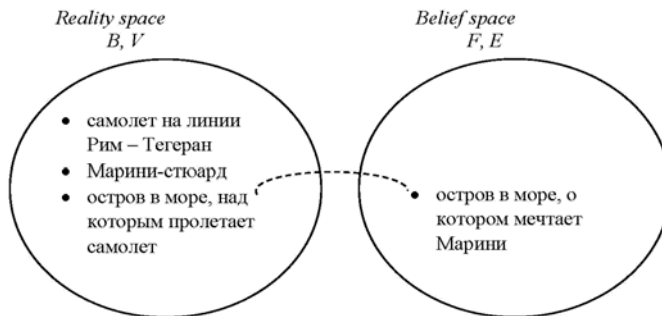 Reality space
B, V
самолет на линии
Рим – Тегеран
Марини-стюард
остров в море, над
которым пролетает
самолет
Belief space
F, E
остров в море, о
котором мечтает
Марини